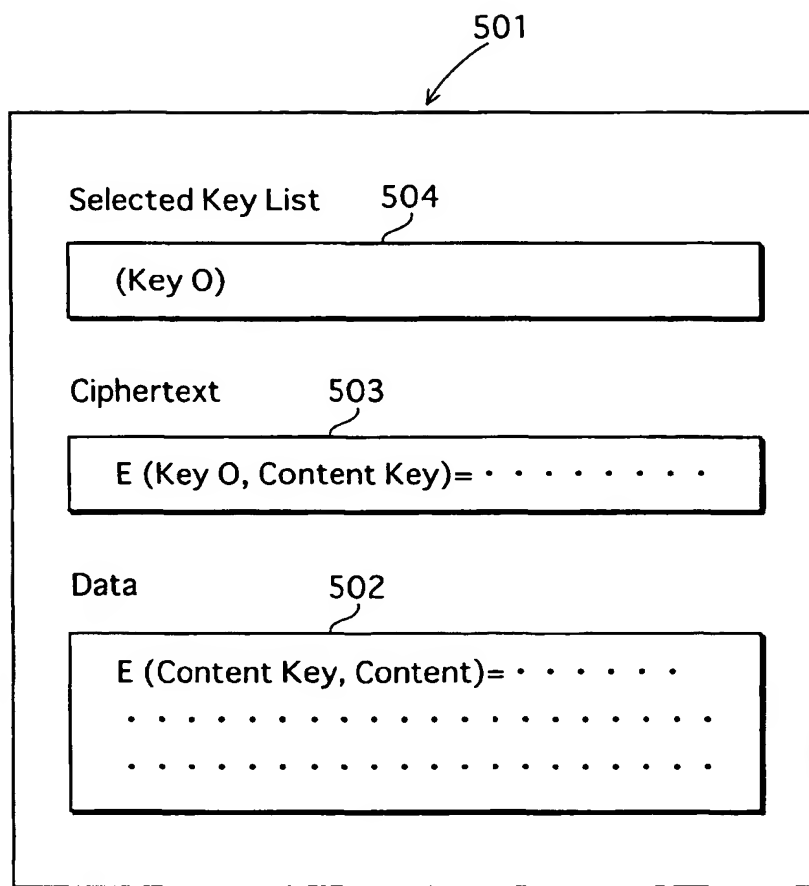 501
Selected Key List 504
(Key O)
Ciphertext 503
E (Key O, Content Key)= · · · · · · · ·
Data 502
E (Content Key, Content)= · · · · · ·
· · · · · · · · · · · · · · · · · · · ·
· · · · · · · · · · · · · · · · · · · ·